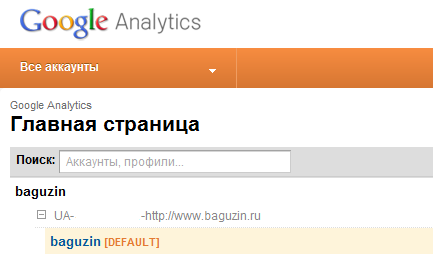 Google Analytics
Все аккаунты
Google Analytics
Главная страница
Поиск: Аккаунты, профили...
baguzin
UA- -http://www.baguzin.ru
baguzin [DEFAULT]